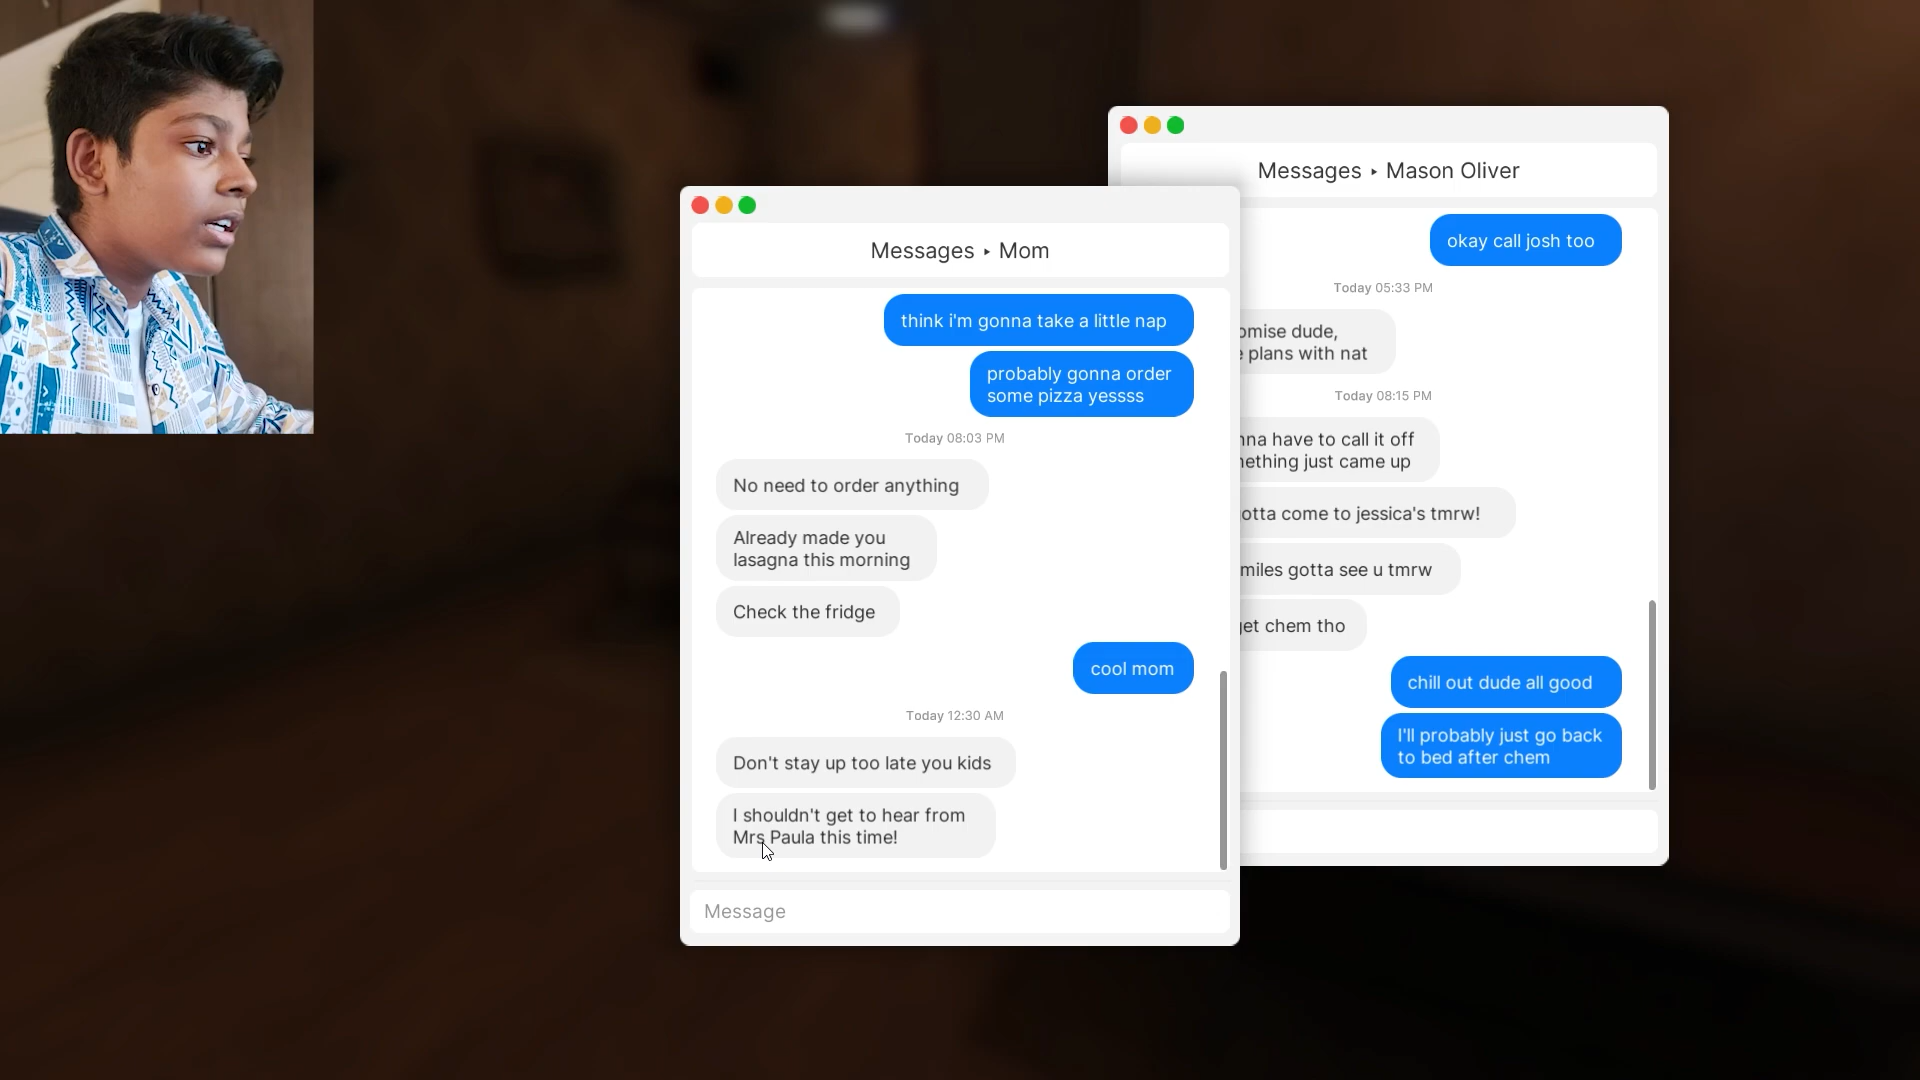 Messages ▸ Mom
think i'm gonna take a little nap
probably gonna order
some pizza yessss
Today 08:03 PM
No need to order anything
Already made you
lasagna this morning
Check the fridge
cool mom
Today 12:30 AM
Don't stay up too late you kids
I shouldn't get to hear from
Mrs Paula this time!
Message
Messages ▸ Mason Oliver
okay call josh too
Today 05:33 PM
dude,
plans with nat
Today 08:15 PM
have to call it off
just came up
come to jessica's tmrw!
miles gotta see u tmrw
chem tho
chill out dude all good
I'll probably just go back
to bed after chem